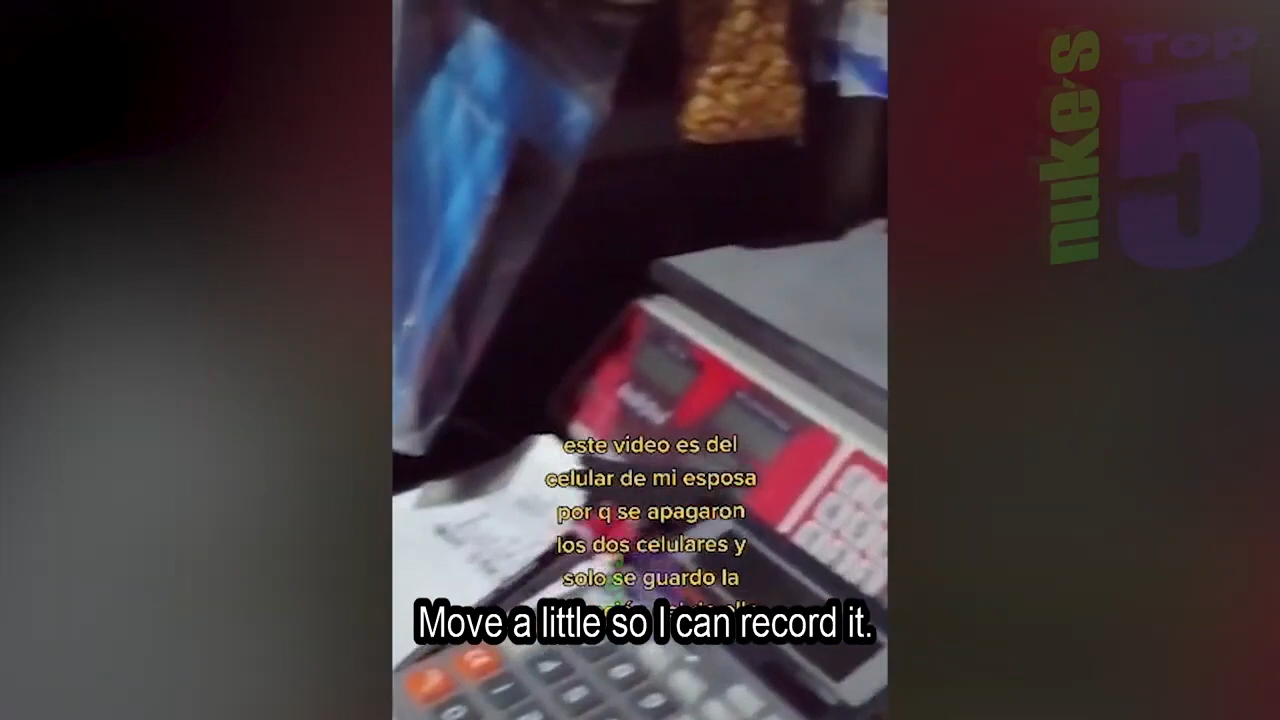 nuke's
Top
5
este video es del
celular de mi esposa
por q se apagaron
los dos celulares y
solo se guardo la
Move a little so I can record it.